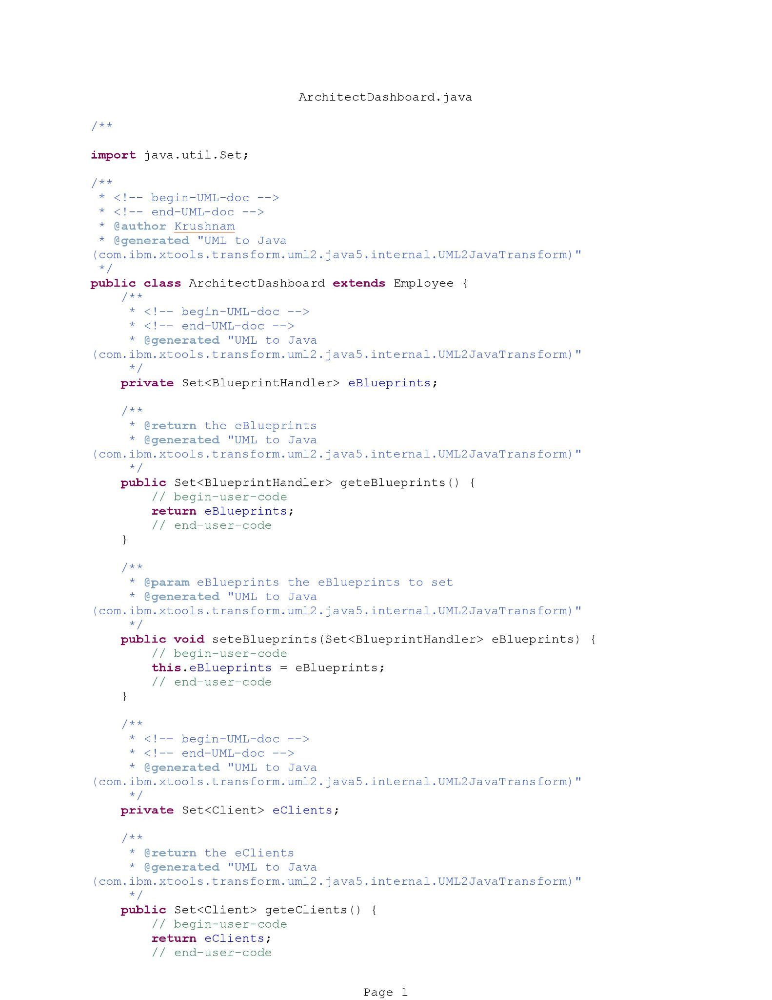 ArchitectDashboard.java
/**
import java.util.Set;
/**
 * <!-- begin-UML-doc -->
 * <!-- end-UML-doc -->
 * @author Krushnam
 * @generated "UML to Java
(com.ibm.xtools.transform.uml2.java5.internal.UML2JavaTransform)"
 */
public class ArchitectDashboard extends Employee {
    /**
     * <!-- begin-UML-doc -->
     * <!-- end-UML-doc -->
     * @generated "UML to Java
(com.ibm.xtools.transform.uml2.java5.internal.UML2JavaTransform)"
     */
    private Set<BlueprintHandler> eBlueprints;
    /**
     * @return the eBlueprints
     * @generated "UML to Java
(com.ibm.xtools.transform.uml2.java5.internal.UML2JavaTransform)"
     */
    public Set<BlueprintHandler> geteBlueprints() {
        // begin-user-code
        return eBlueprints;
        // end-user-code
    }
    /**
     * @param eBlueprints the eBlueprints to set
     * @generated "UML to Java
(com.ibm.xtools.transform.uml2.java5.internal.UML2JavaTransform)"
     */
    public void seteBlueprints(Set<BlueprintHandler> eBlueprints) {
        // begin-user-code
        this.eBlueprints = eBlueprints;
        // end-user-code
    }
    /**
     * <!-- begin-UML-doc -->
     * <!-- end-UML-doc -->
     * @generated "UML to Java
(com.ibm.xtools.transform.uml2.java5.internal.UML2JavaTransform)"
     */
    private Set<Client> eClients;
    /**
     * @return the eClients
     * @generated "UML to Java
(com.ibm.xtools.transform.uml2.java5.internal.UML2JavaTransform)"
     */
    public Set<Client> geteClients() {
        // begin-user-code
        return eClients;
        // end-user-code
Page 1